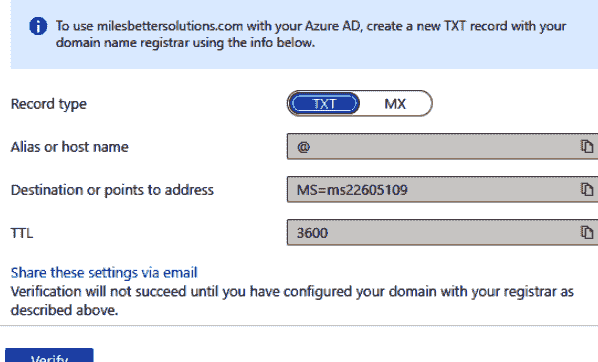 To use milesbettersolutions.com with your Azure AD, create a new TXT record with your
domain name registrar using the info below.
Record type TXT MX
Alias or host name @
Destination or points to address MS=ms22605109
TTL 3600
Share these settings via email
Verification will not succeed until you have configured your domain with your registrar as
described above.
Verify